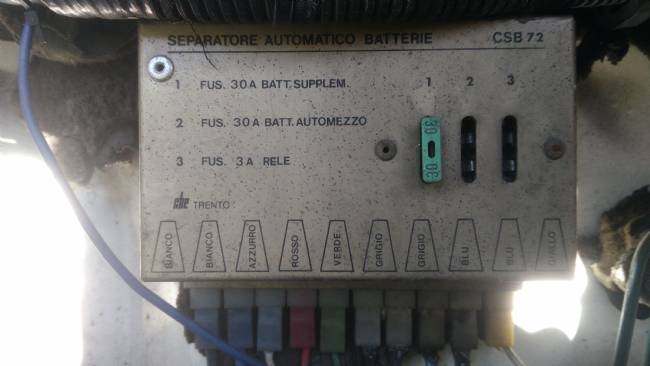 SEPARATORE AUTOMATICO BATTERIE CSB 72
1 FUS. 30A BATT. SUPPLEM. 1 2 3
2 FUS. 30A BATT. AUTOMEZZO
30 30
3 FUS. 3A RELE
cbe TRENTO
BIANCO BIANCO AZZURRO ROSSO VERDE GRIGIO GRIGIO BLU BLU GIALLO